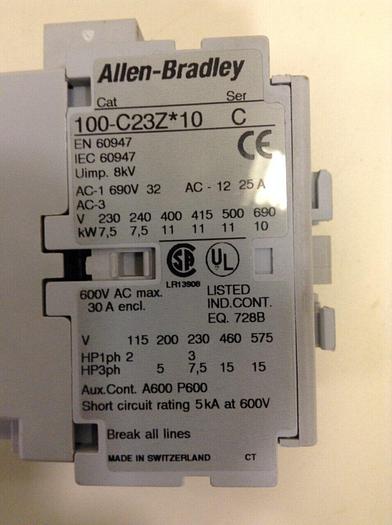 Allen-Bradley
Cat Ser
100-C23Z*10 C
EN 60947
IEC 60947
Uimp. 8kV
CE
AC-1 690V 32 AC - 12 25 A
AC-3
V 230 240 400 415 500 690
kW 7,5 7,5 11 11 11 10
SA UL
LR13908
600V AC max. LISTED
30 A encl. IND.CONT.
EQ. 728B
V 115 200 230 460 575
HP1ph 2 3
HP3ph 5 7,5 15 15
Aux.Cont. A600 P600
Short circuit rating 5kA at 600V
Break all lines
MADE IN SWITZERLAND CT